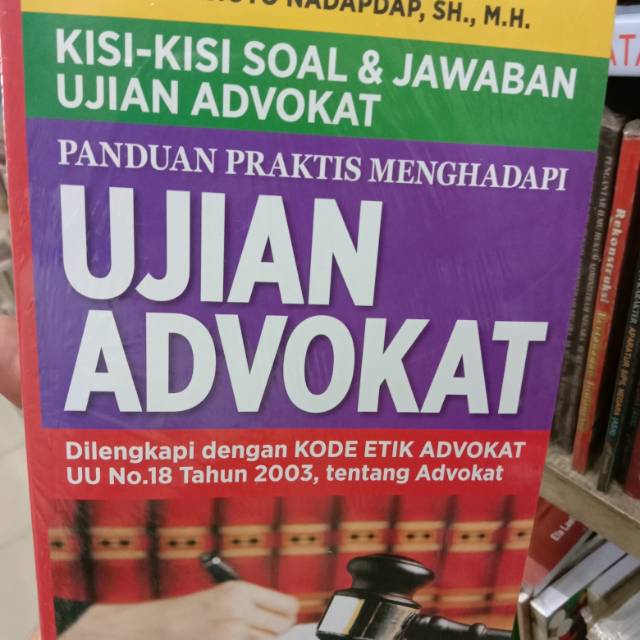 NADAPDAP, SH., M.H.
KISI-KISI SOAL & JAWABAN
UJIAN ADVOKAT
PANDUAN PRAKTIS MENGHADAPI
UJIAN
ADVOKAT
Dilengkapi dengan KODE ETIK ADVOKAT
UU No.18 Tahun 2003, tentang Advokat
Rekonstruksi